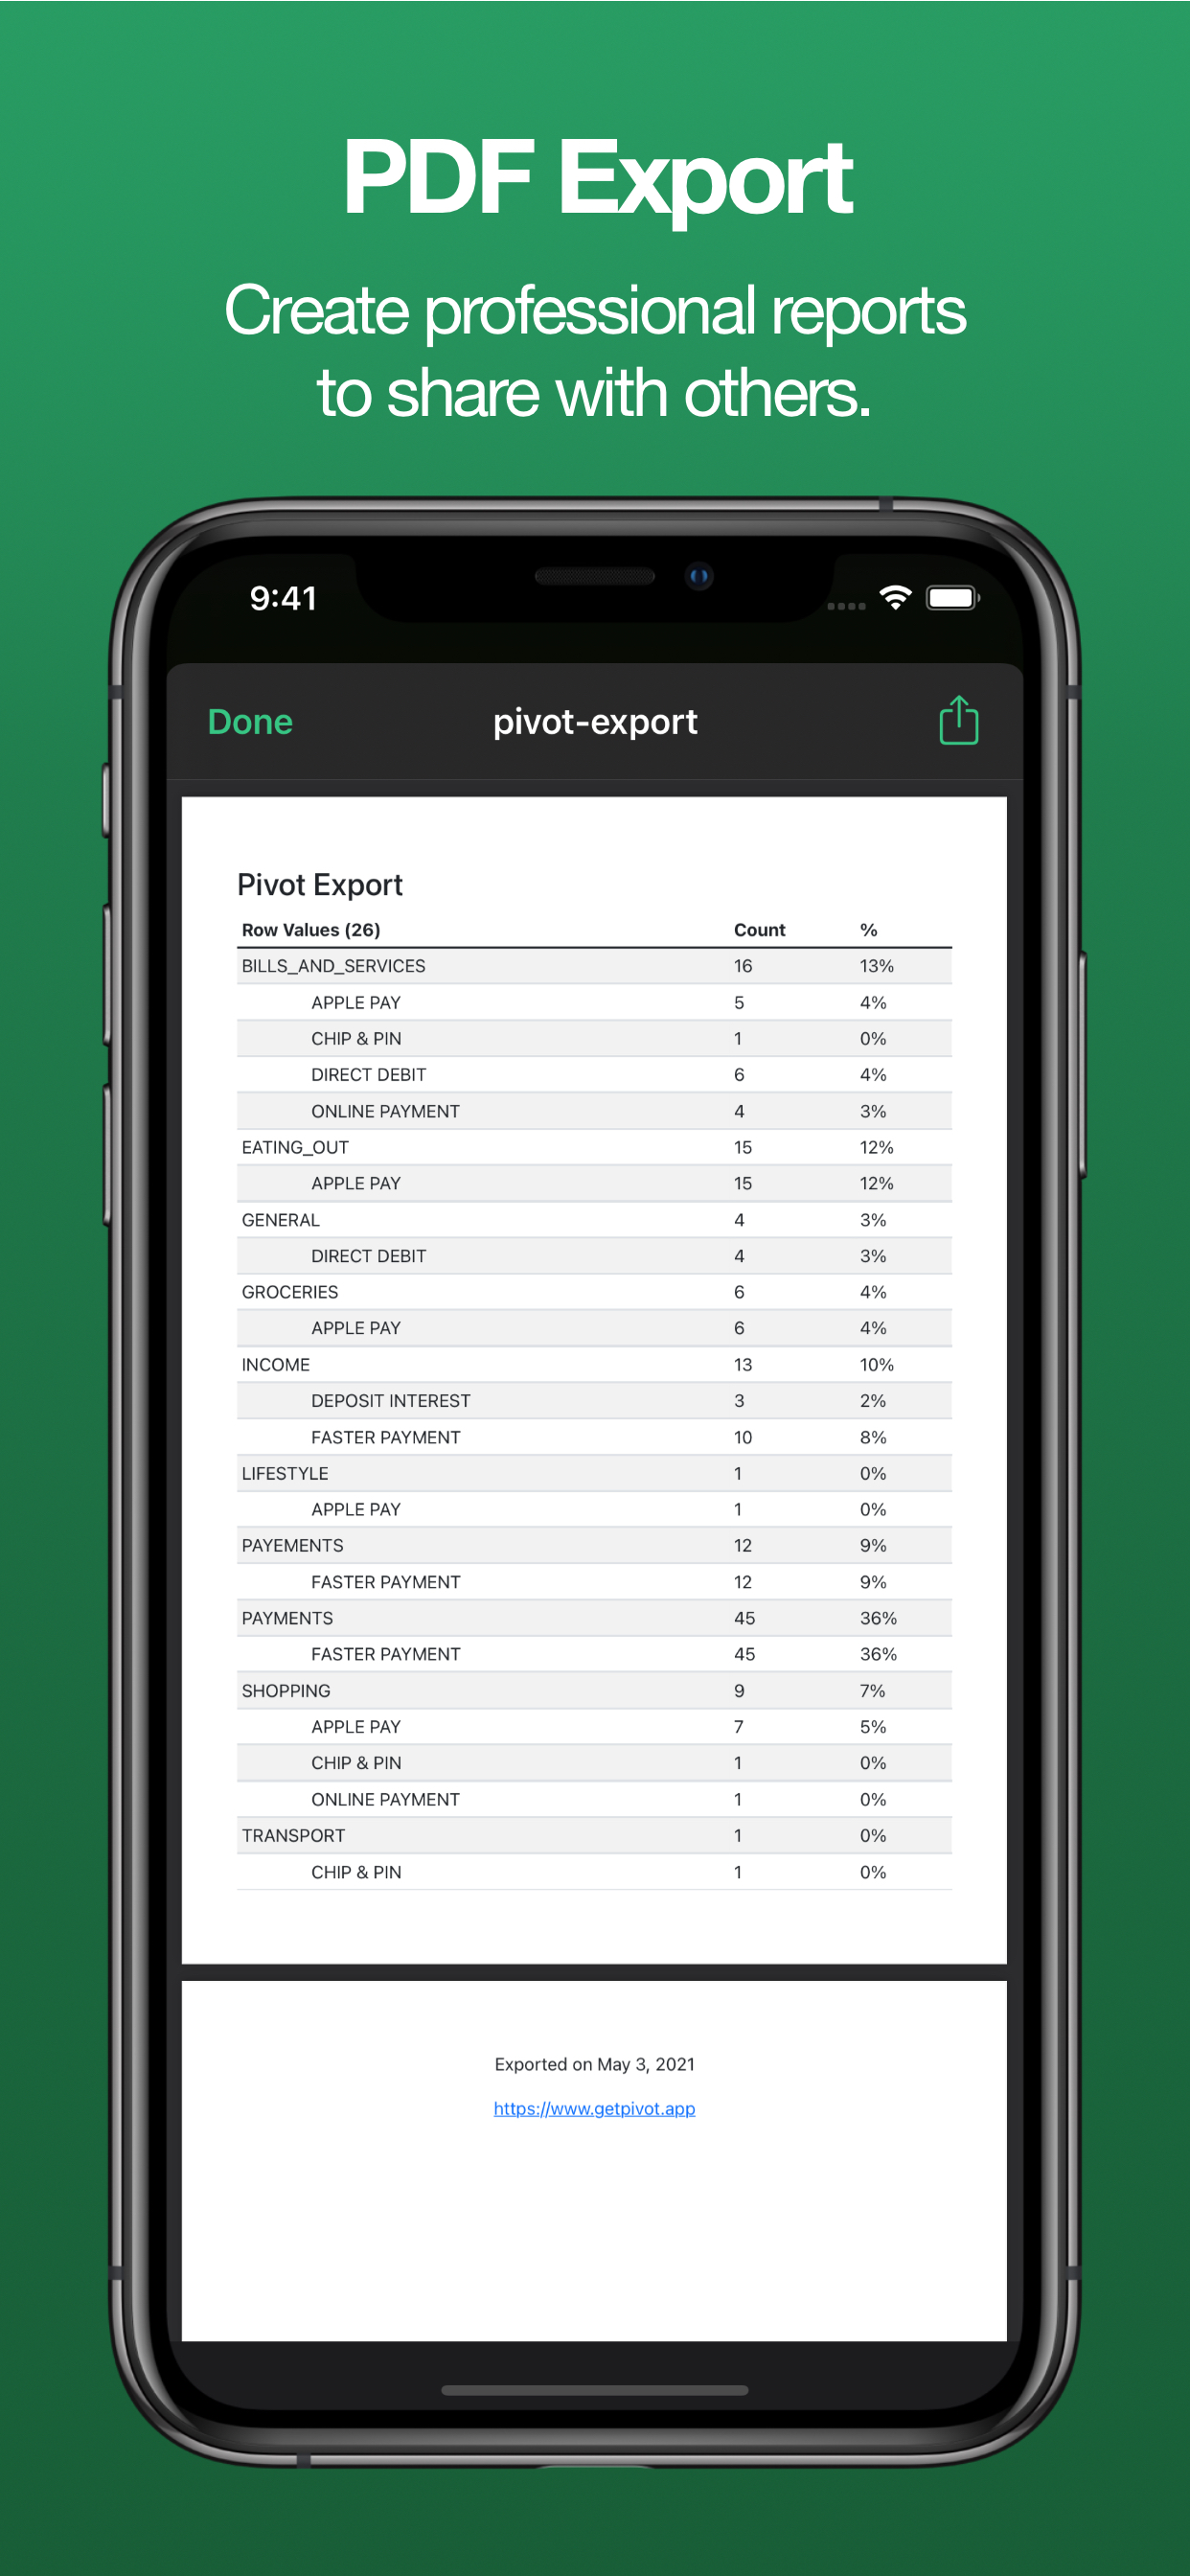 PDF Export
Create professional reports
to share with others.
9:41
Done pivot-export
Pivot Export
Row Values (26) Count %
BILLS_AND_SERVICES 16 13%
APPLE PAY 5 4%
CHIP & PIN 1 0%
DIRECT DEBIT 6 4%
ONLINE PAYMENT 4 3%
EATING_OUT 15 12%
APPLE PAY 15 12%
GENERAL 4 3%
DIRECT DEBIT 4 3%
GROCERIES 6 4%
APPLE PAY 6 4%
INCOME 13 10%
DEPOSIT INTEREST 3 2%
FASTER PAYMENT 10 8%
LIFESTYLE 1 0%
APPLE PAY 1 0%
PAYEMENTS 12 9%
FASTER PAYMENT 12 9%
PAYMENTS 45 36%
FASTER PAYMENT 45 36%
SHOPPING 9 7%
APPLE PAY 7 5%
CHIP & PIN 1 0%
ONLINE PAYMENT 1 0%
TRANSPORT 1 0%
CHIP & PIN 1 0%
Exported on May 3, 2021
https://www.getpivot.app